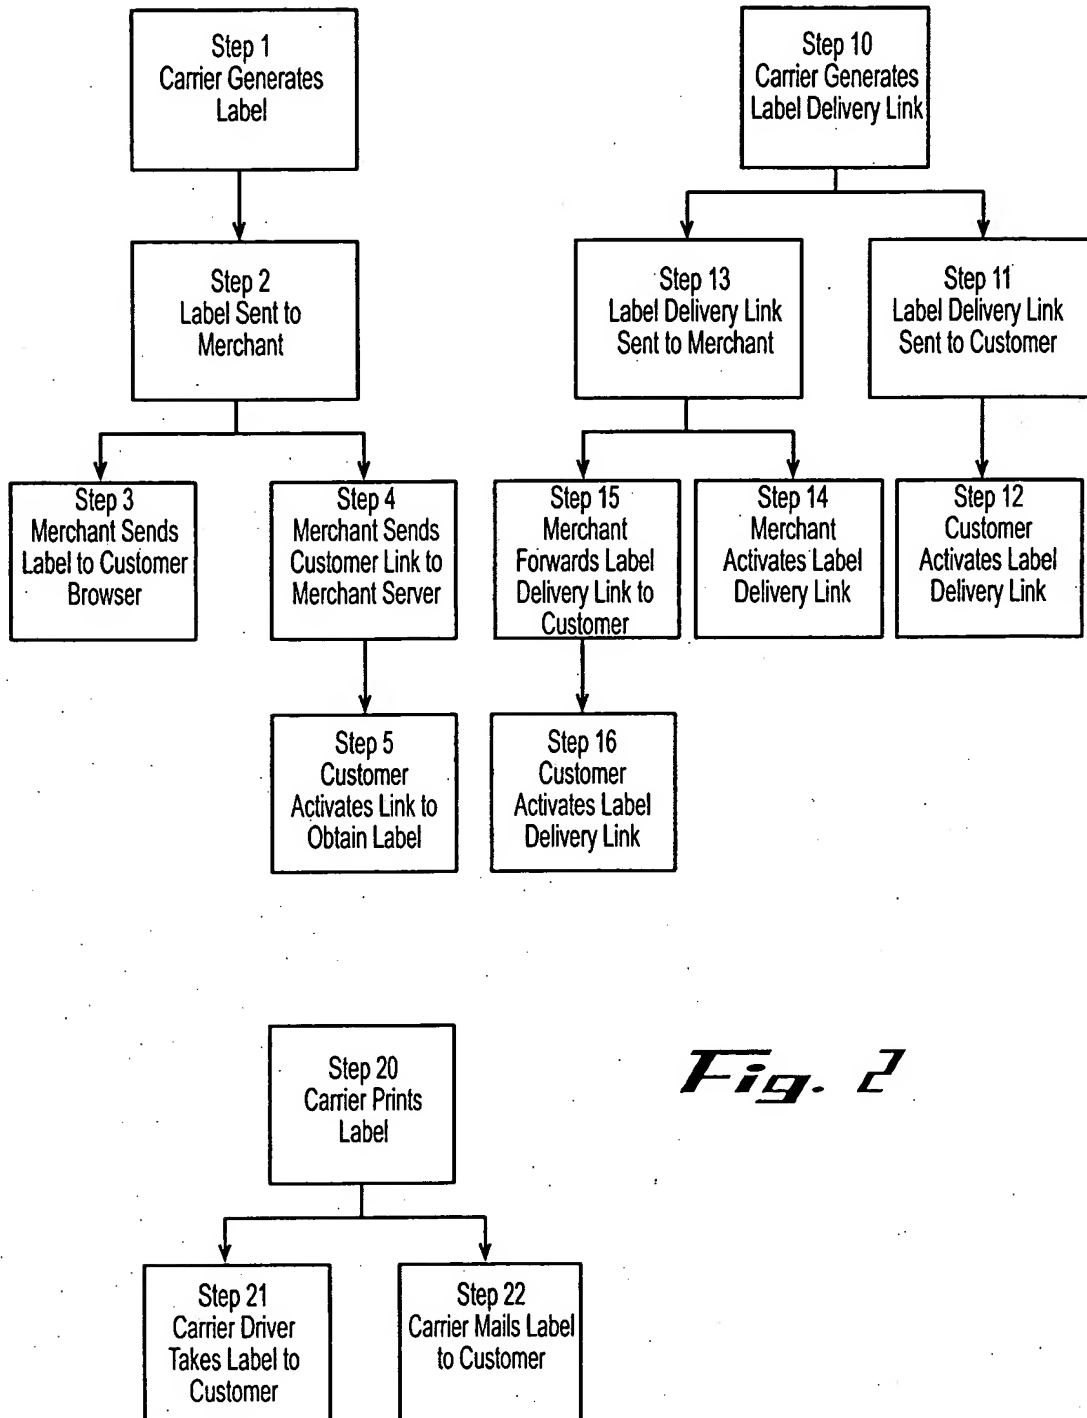 Step 1
Carrier Generates
Label
Step 10
Carrier Generates
Label Delivery Link
Step 2
Label Sent to
Merchant
Step 13
Label Delivery Link
Sent to Merchant
Step 11
Label Delivery Link
Sent to Customer
Step 3
Merchant Sends
Label to Customer
Browser
Step 4
Merchant Sends
Customer Link to
Merchant Server
Step 15
Merchant
Forwards Label
Delivery Link to
Customer
Step 14
Merchant
Activates Label
Delivery Link
Step 12
Customer
Activates Label
Delivery Link
Step 5
Customer
Activates Link to
Obtain Label
Step 16
Customer
Activates Label
Delivery Link
Step 20
Carrier Prints
Label
Fig. 2
Step 21
Carrier Driver
Takes Label to
Customer
Step 22
Carrier Mails Label
to Customer